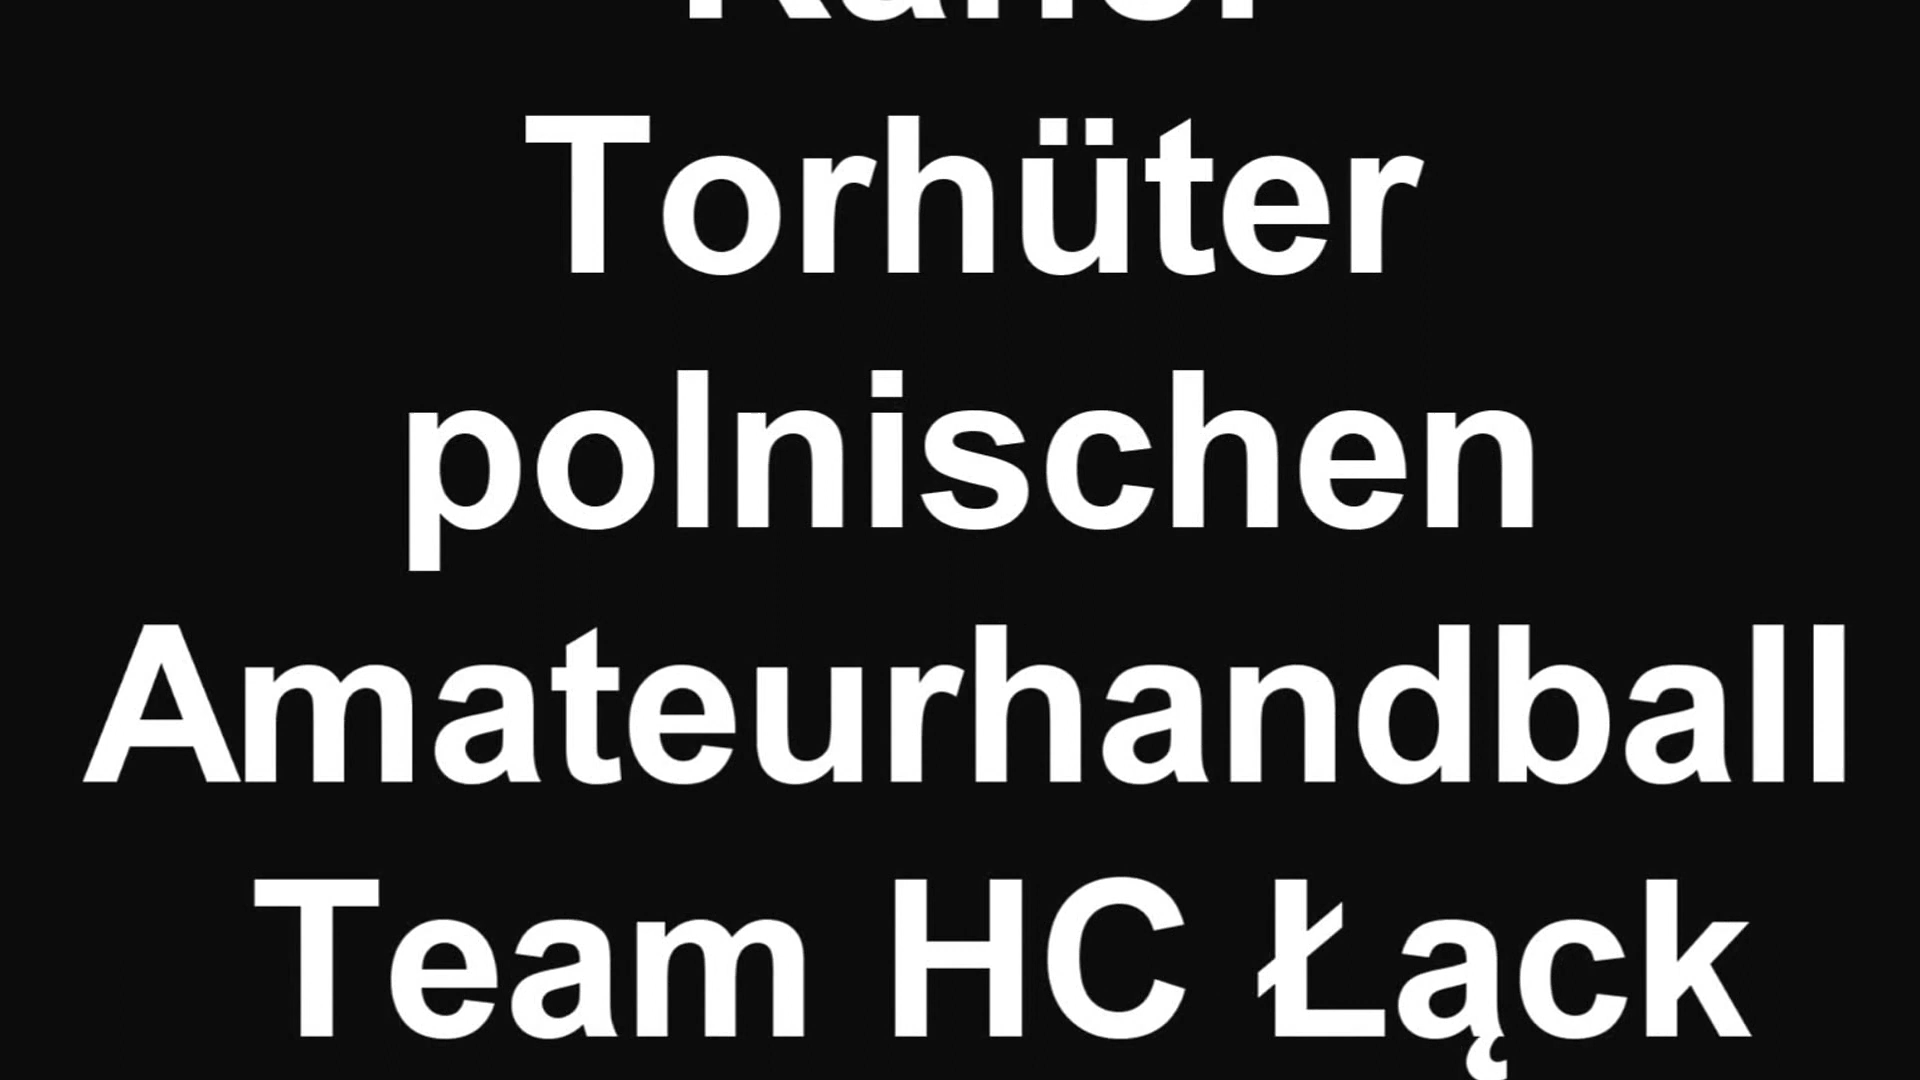 Torhüter
polnischen
Amateurhandball
Team HC Łąck